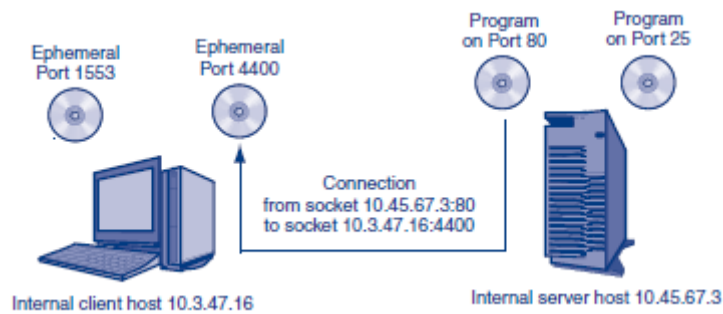 Ephemeral
Port 1553
Ephemeral
Port 4400
Program
on Port 80
Program
on Port 25
Connection
from socket 10.45.67.3:80
to socket 10.3.47.16:4400
Internal client host 10.3.47.16
Internal server host 10.45.67.3